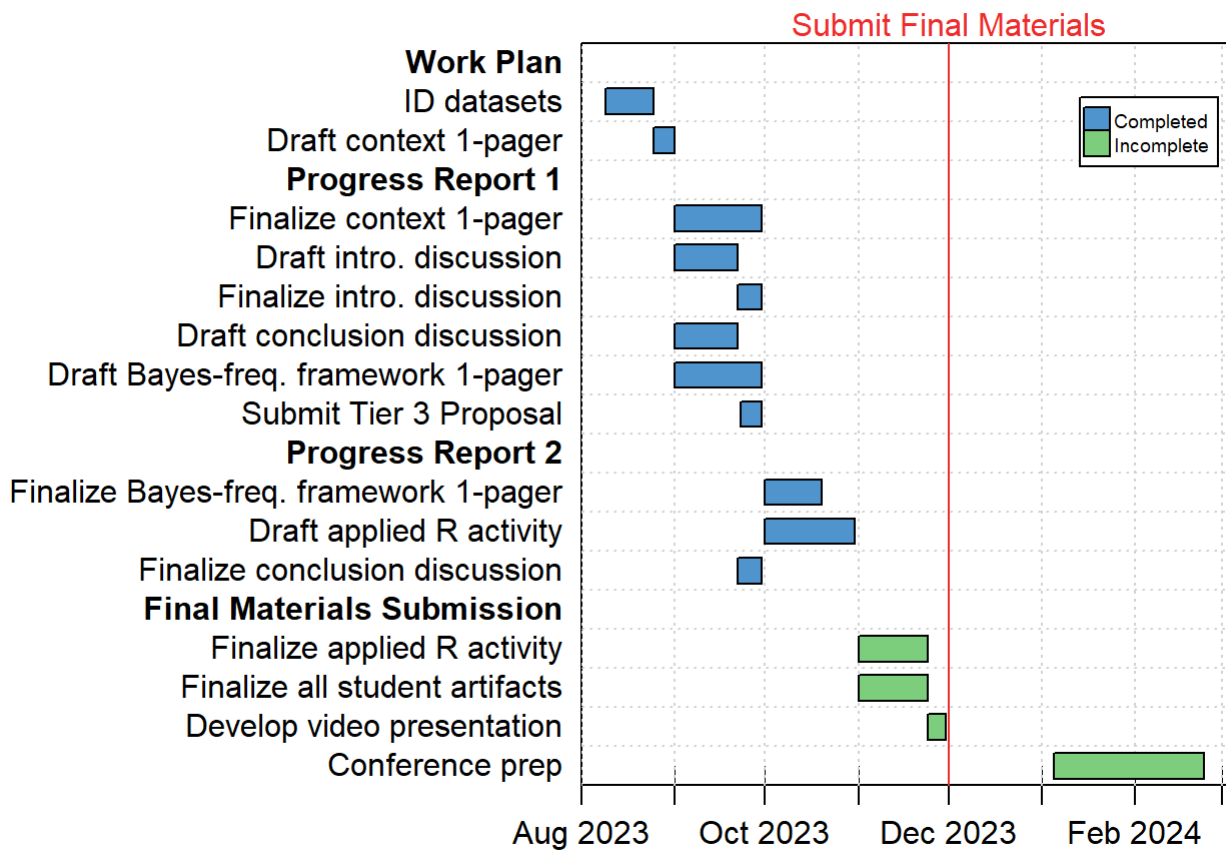 Submit Final Materials
Work Plan
ID datasets
Draft context 1-pager
Progress Report 1
Finalize context 1-pager
Draft intro. discussion
Finalize intro. discussion
Draft conclusion discussion
Draft Bayes-freq. framework 1-pager
Submit Tier 3 Proposal
Progress Report 2
Finalize Bayes-freq. framework 1-pager
Draft applied R activity
Finalize conclusion discussion
Final Materials Submission
Finalize applied R activity
Finalize all student artifacts
Develop video presentation
Conference prep
Completed
Incomplete
Aug 2023 Oct 2023 Dec 2023 Feb 2024